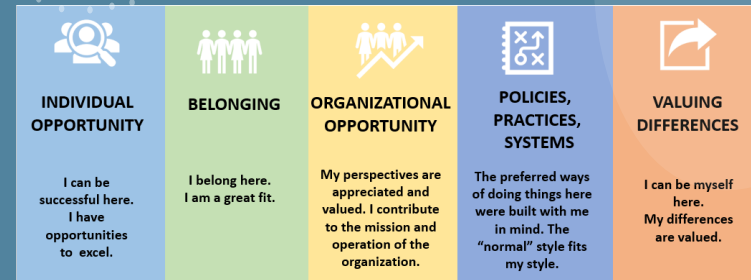 INDIVIDUAL
OPPORTUNITY
I can be
successful here.
I have
opportunities
to excel.
BELONGING
I belong here.
I am a great fit.
ORGANIZATIONAL
OPPORTUNITY
My perspectives are
appreciated and
valued. I contribute
to the mission and
operation of the
organization.
POLICIES,
PRACTICES,
SYSTEMS
The preferred ways
of doing things here
were built with me
in mind. The
“normal” style fits
my style.
VALUING
DIFFERENCES
I can be myself
here.
My differences
are valued.